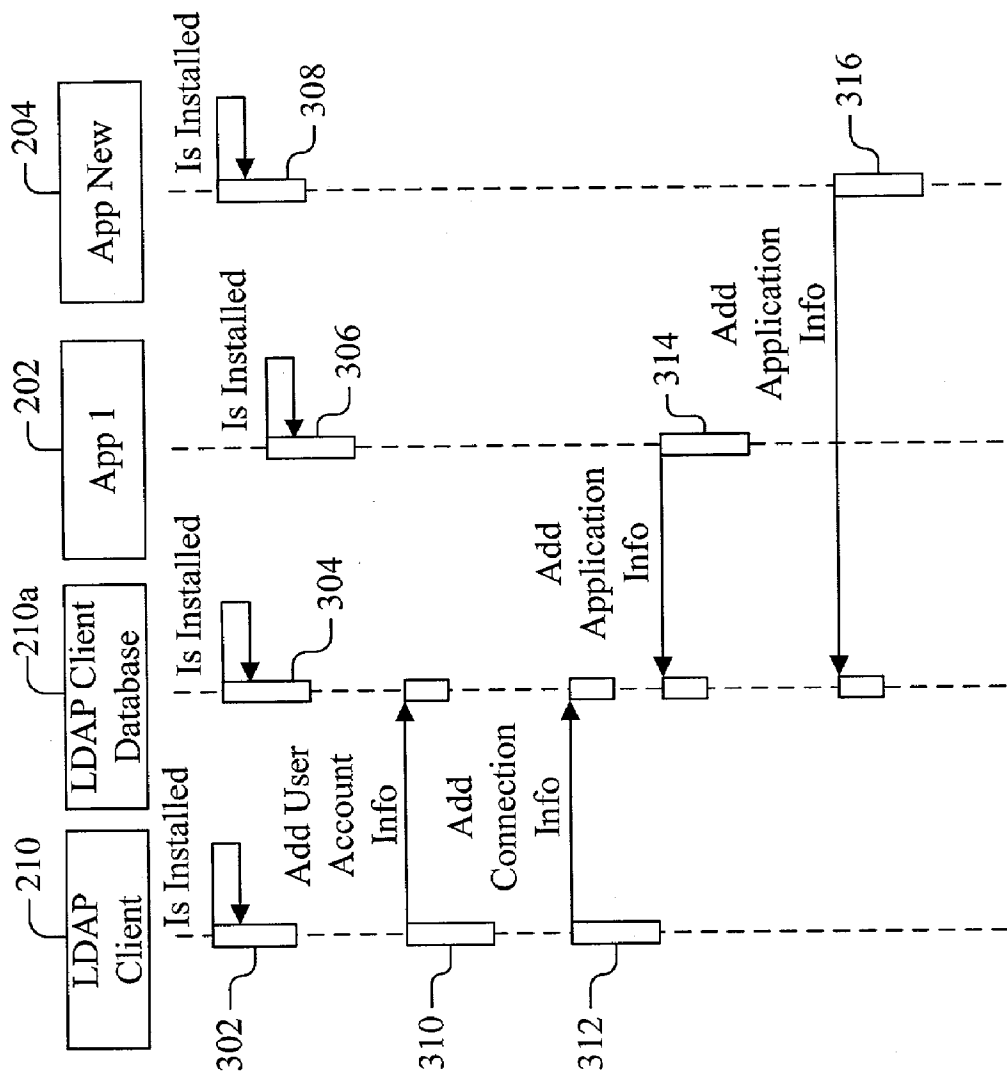 210
210a
202
204
LDAP
Client
LDAP Client
Database
App 1
App New
Is Installed
Is Installed
Is Installed
Is Installed
302
304
306
308
Add User
Account
Info
310
Add
Connection
Info
312
Add
Application
Info
314
Add
Application
Info
316